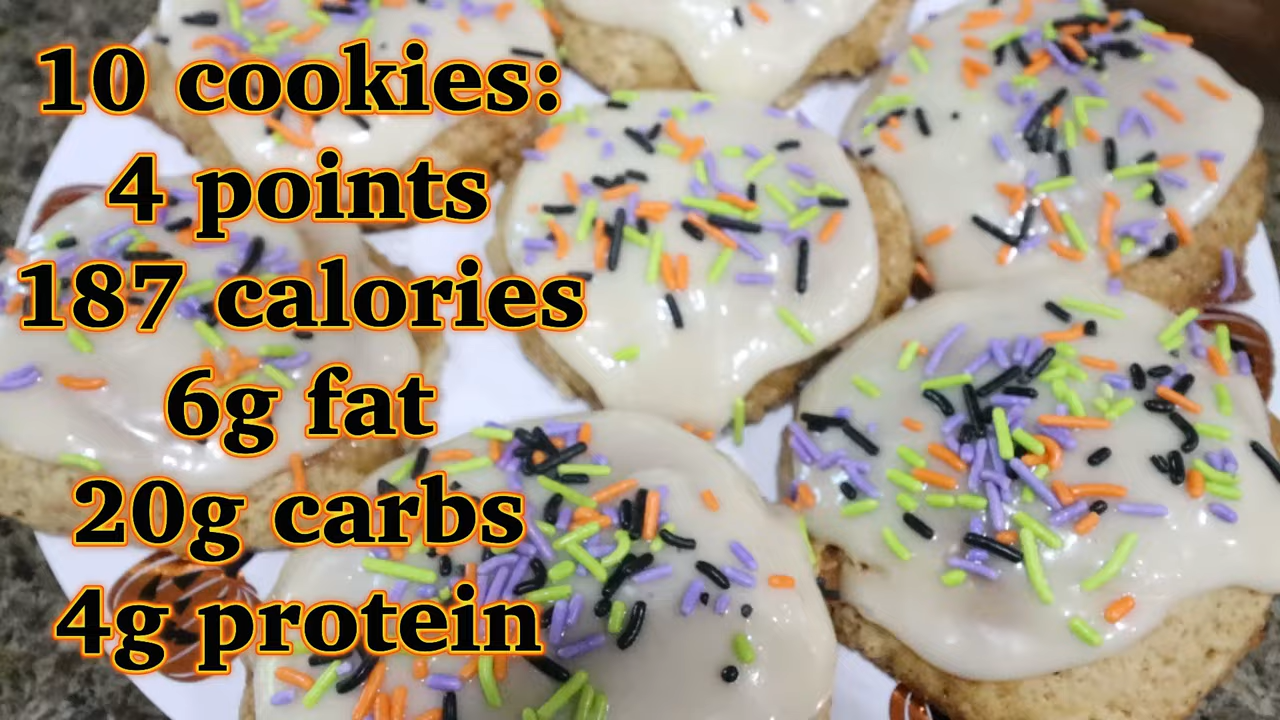 10 cookies:
4 points
187 calories
6g fat
20g carbs
4g protein